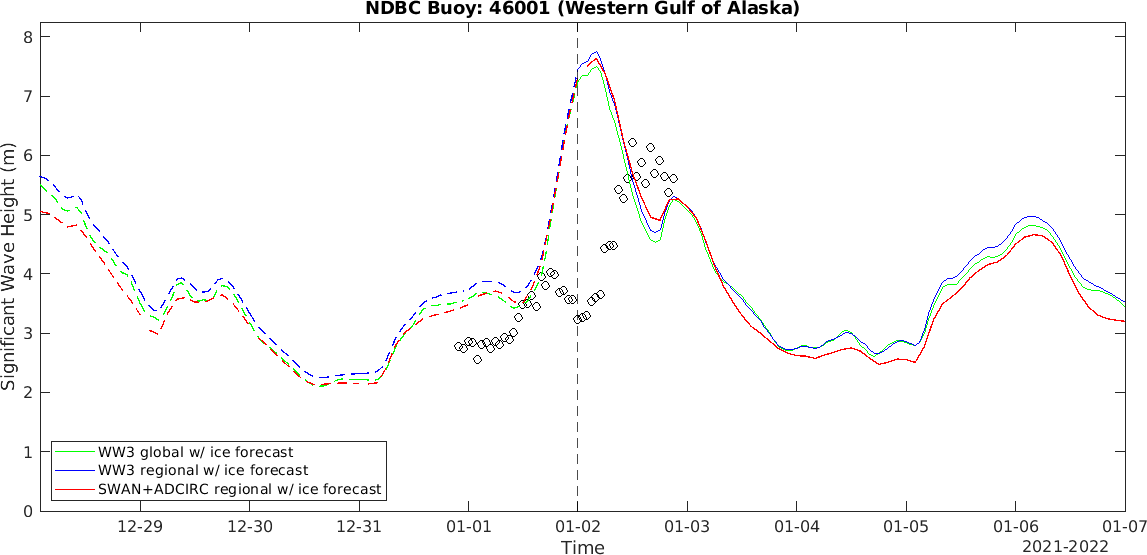 NDBC Buoy: 46001 (Western Gulf of Alaska)
Significant Wave Height (m)
8
7
6
5
4
3
2
1
0
WW3 global w/ ice forecast
WW3 regional w/ ice forecast
SWAN+ADCIRC regional w/ ice forecast
12-29 12-30 12-31 01-01 01-02 01-03 01-04 01-05 01-06 01-07
Time
2021-2022